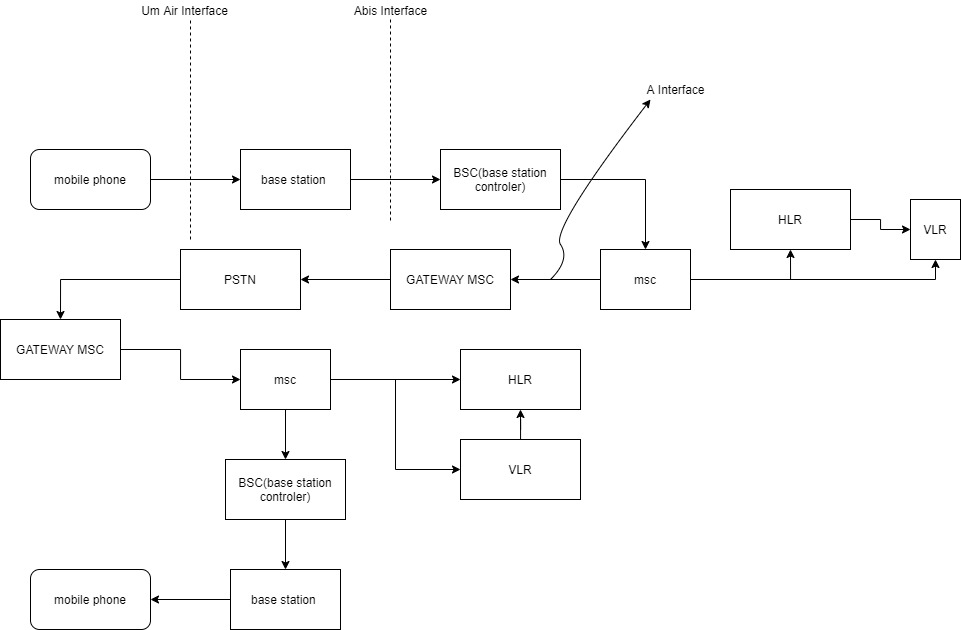 Um Air Interface
Abis Interface
A Interface
mobile phone
base station
BSC(base station
controler)
HLR
VLR
PSTN
GATEWAY MSC
msc
GATEWAY MSC
msc
HLR
VLR
BSC(base station
controler)
mobile phone
base station